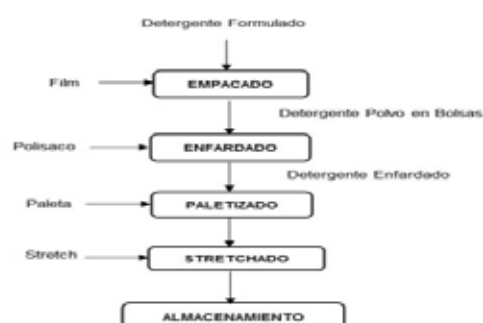 Detergente Formulado
Film
EMPACADO
Detergente Polvo en Bolsas
Polisaco
ENFARDADO
Detergente Enfardado
Paleta
PALETIZADO
Stretch
STRETCHADO
ALMACENAMIENTO